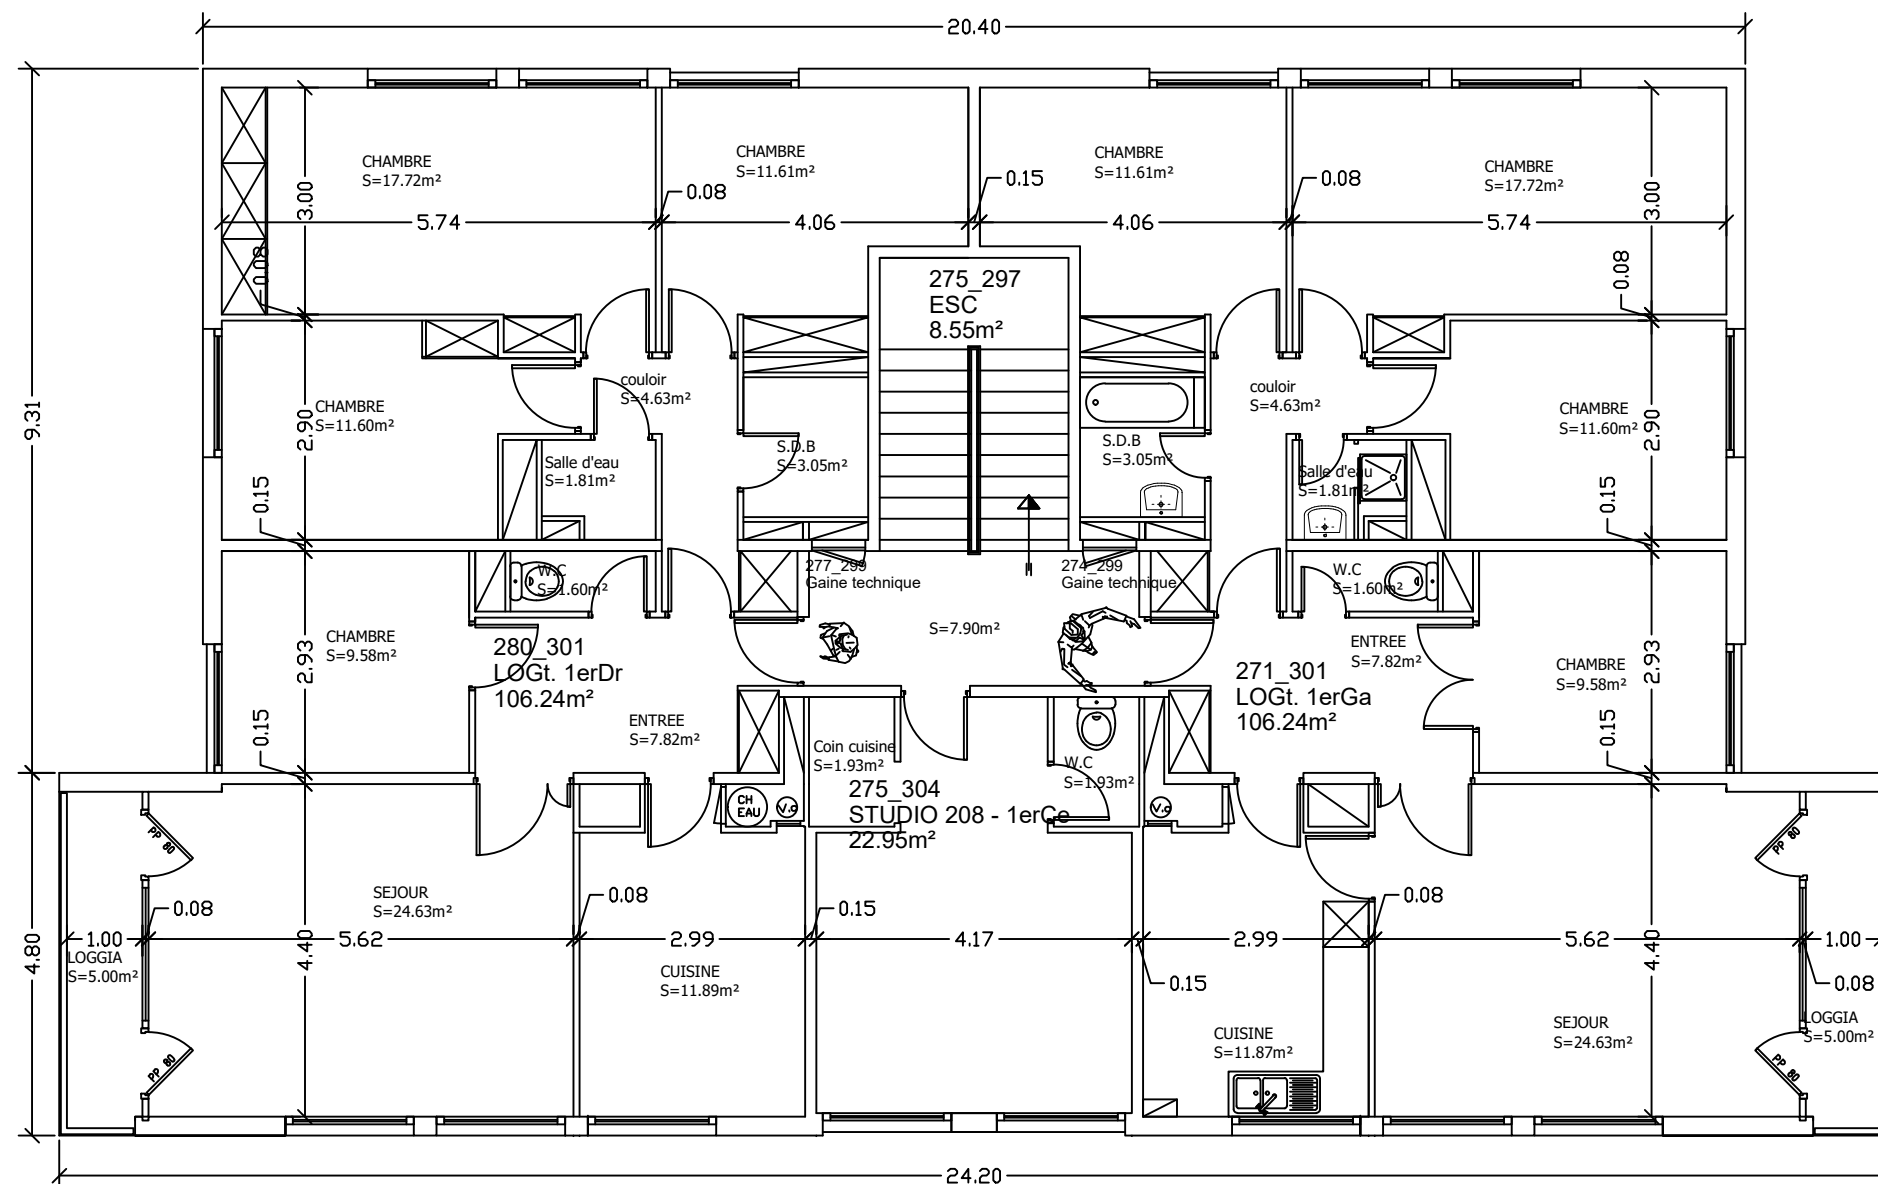 20.40
CHAMBRE
S=17.72m²
CHAMBRE
S=11.61m²
CHAMBRE
S=11.61m²
CHAMBRE
S=17.72m²
3.00
0.08
0.15
0.08
3.00
5.74
4.06
4.06
5.74
0.08
0.08
275_297
ESC
8.55m²
9.31
couloir
S=4.63m²
couloir
S=4.63m²
CHAMBRE
S=11.60m²
2.90
CHAMBRE
S=11.60m²
2.90
S.D.B
S=3.05m²
S.D.B
S=3.05m²
Salle d'eau
S=1.81m²
Salle d'eau
S=1.81m²
0.15
0.15
277_299
Gaine technique
274_299
Gaine technique
W.C
S=1.60m²
W.C
S=1.60m²
S=7.90m²
CHAMBRE
S=9.58m²
2.93
280_301
LOGt. 1erDr
106.24m²
271_301
LOGt. 1erGa
106.24m²
ENTREE
S=7.82m²
CHAMBRE
S=9.58m²
2.93
0.15
ENTREE
S=7.82m²
0.15
Coin cuisine
S=1.93m²
W.C
S=1.93m²
275_304
STUDIO 208 - 1erCe
22.95m²
CH
EAU
V.o
V.o
PP 80
PP 80
SEJOUR
S=24.63m²
0.08
0.08
0.15
0.08
4.80
1.00
5.62
2.99
4.17
2.99
5.62
1.00
4.40
4.40
LOGGIA
S=5.00m²
CUISINE
S=11.89m²
0.15
0.08
CUISINE
S=11.87m²
SEJOUR
S=24.63m²
LOGGIA
S=5.00m²
PP 80
PP 80
24.20